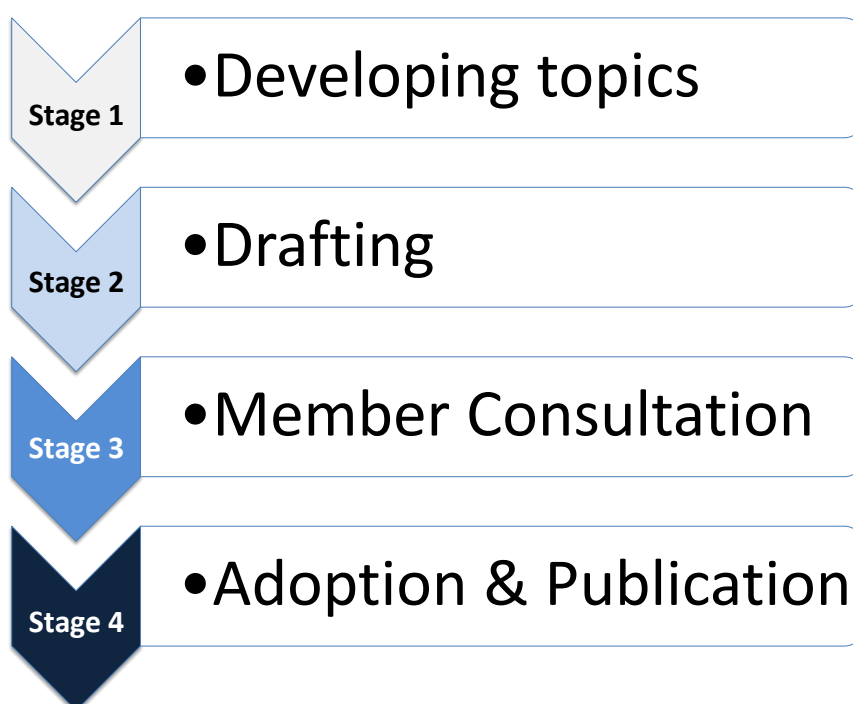 Stage 1
•Developing topics
Stage 2
•Drafting
Stage 3
•Member Consultation
Stage 4
•Adoption & Publication